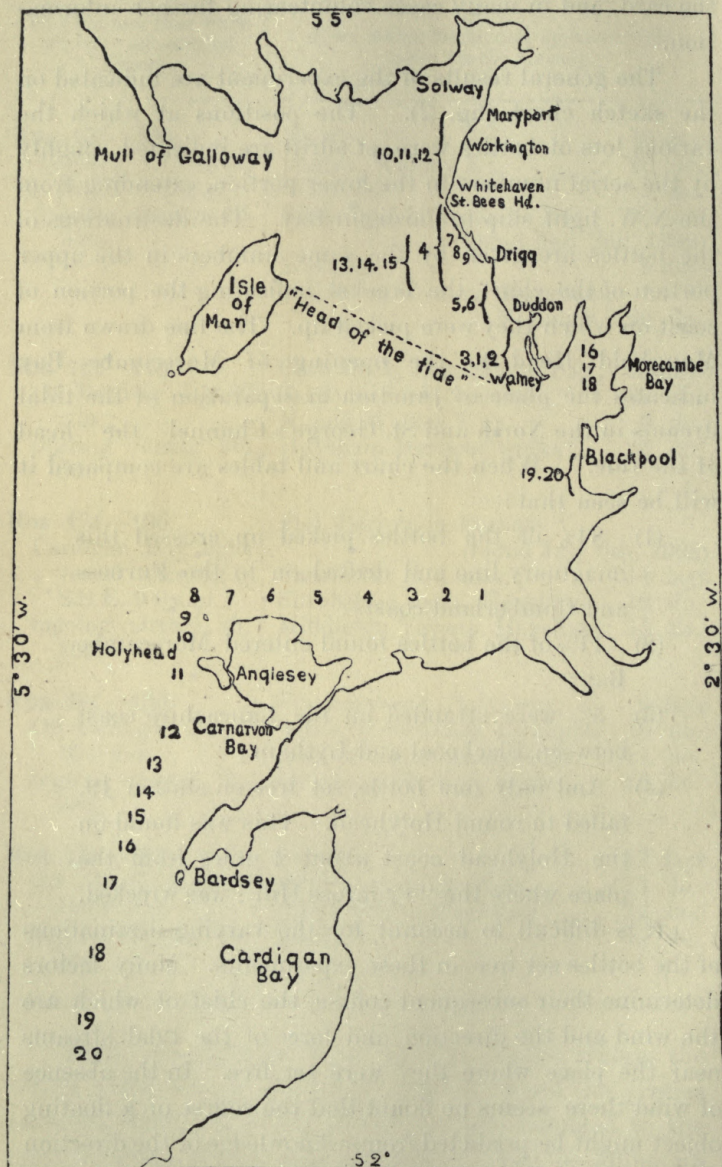 55°
Solway
Maryport
Mull of Galloway
10,11,12
Workington
Whitehaven
St. Bees Hd.
13,14,15
4
7
8
9
Drigg
Isle
of
Man
5,6
Duddon
"Head of the tide"
3,1,2
Walney
16
17
18
Morecambe
Bay
Blackpool
19.20
8 7 6 5 4 3 2 1
9
10
Holyhead
11
Anglesey
5°30' W.
2°30' W.
12
Carnarvon
Bay
13
14
15
16
17
Bardsey
18
Cardigan
Bay
19
20
52°